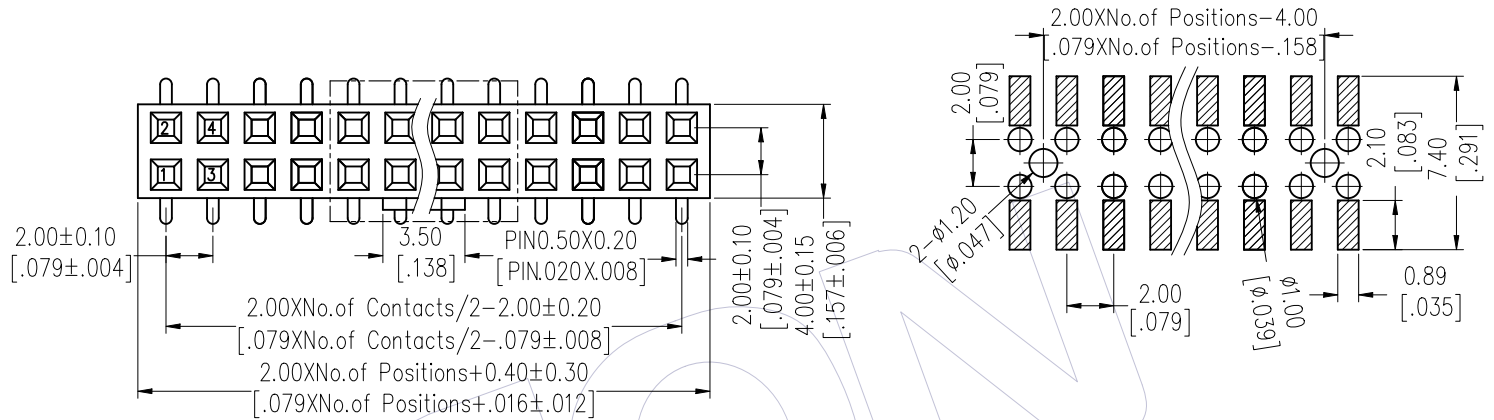 2.00XNo.of Positions-4.00
.079XNo.of Positions-.158
2.00
[.079]
2 4
1 3
2.10
[.083]
7.40
[.291]
2.00±0.10
[.079±.004]
3.50
[.138]
PIN0.50X0.20
[PIN.020X.008]
2.00±0.10
[.079±.004]
4.00±0.15
[.157±.006]
2-ø1.20
[ø.047]
2.00
[.079]
ø1.00
[ø.039]
0.89
[.035]
2.00XNo.of Contacts/2-2.00±0.20
[.079XNo.of Contacts/2-.079±.008]
2.00XNo.of Positions+0.40±0.30
[.079XNo.of Positions+.016±.012]